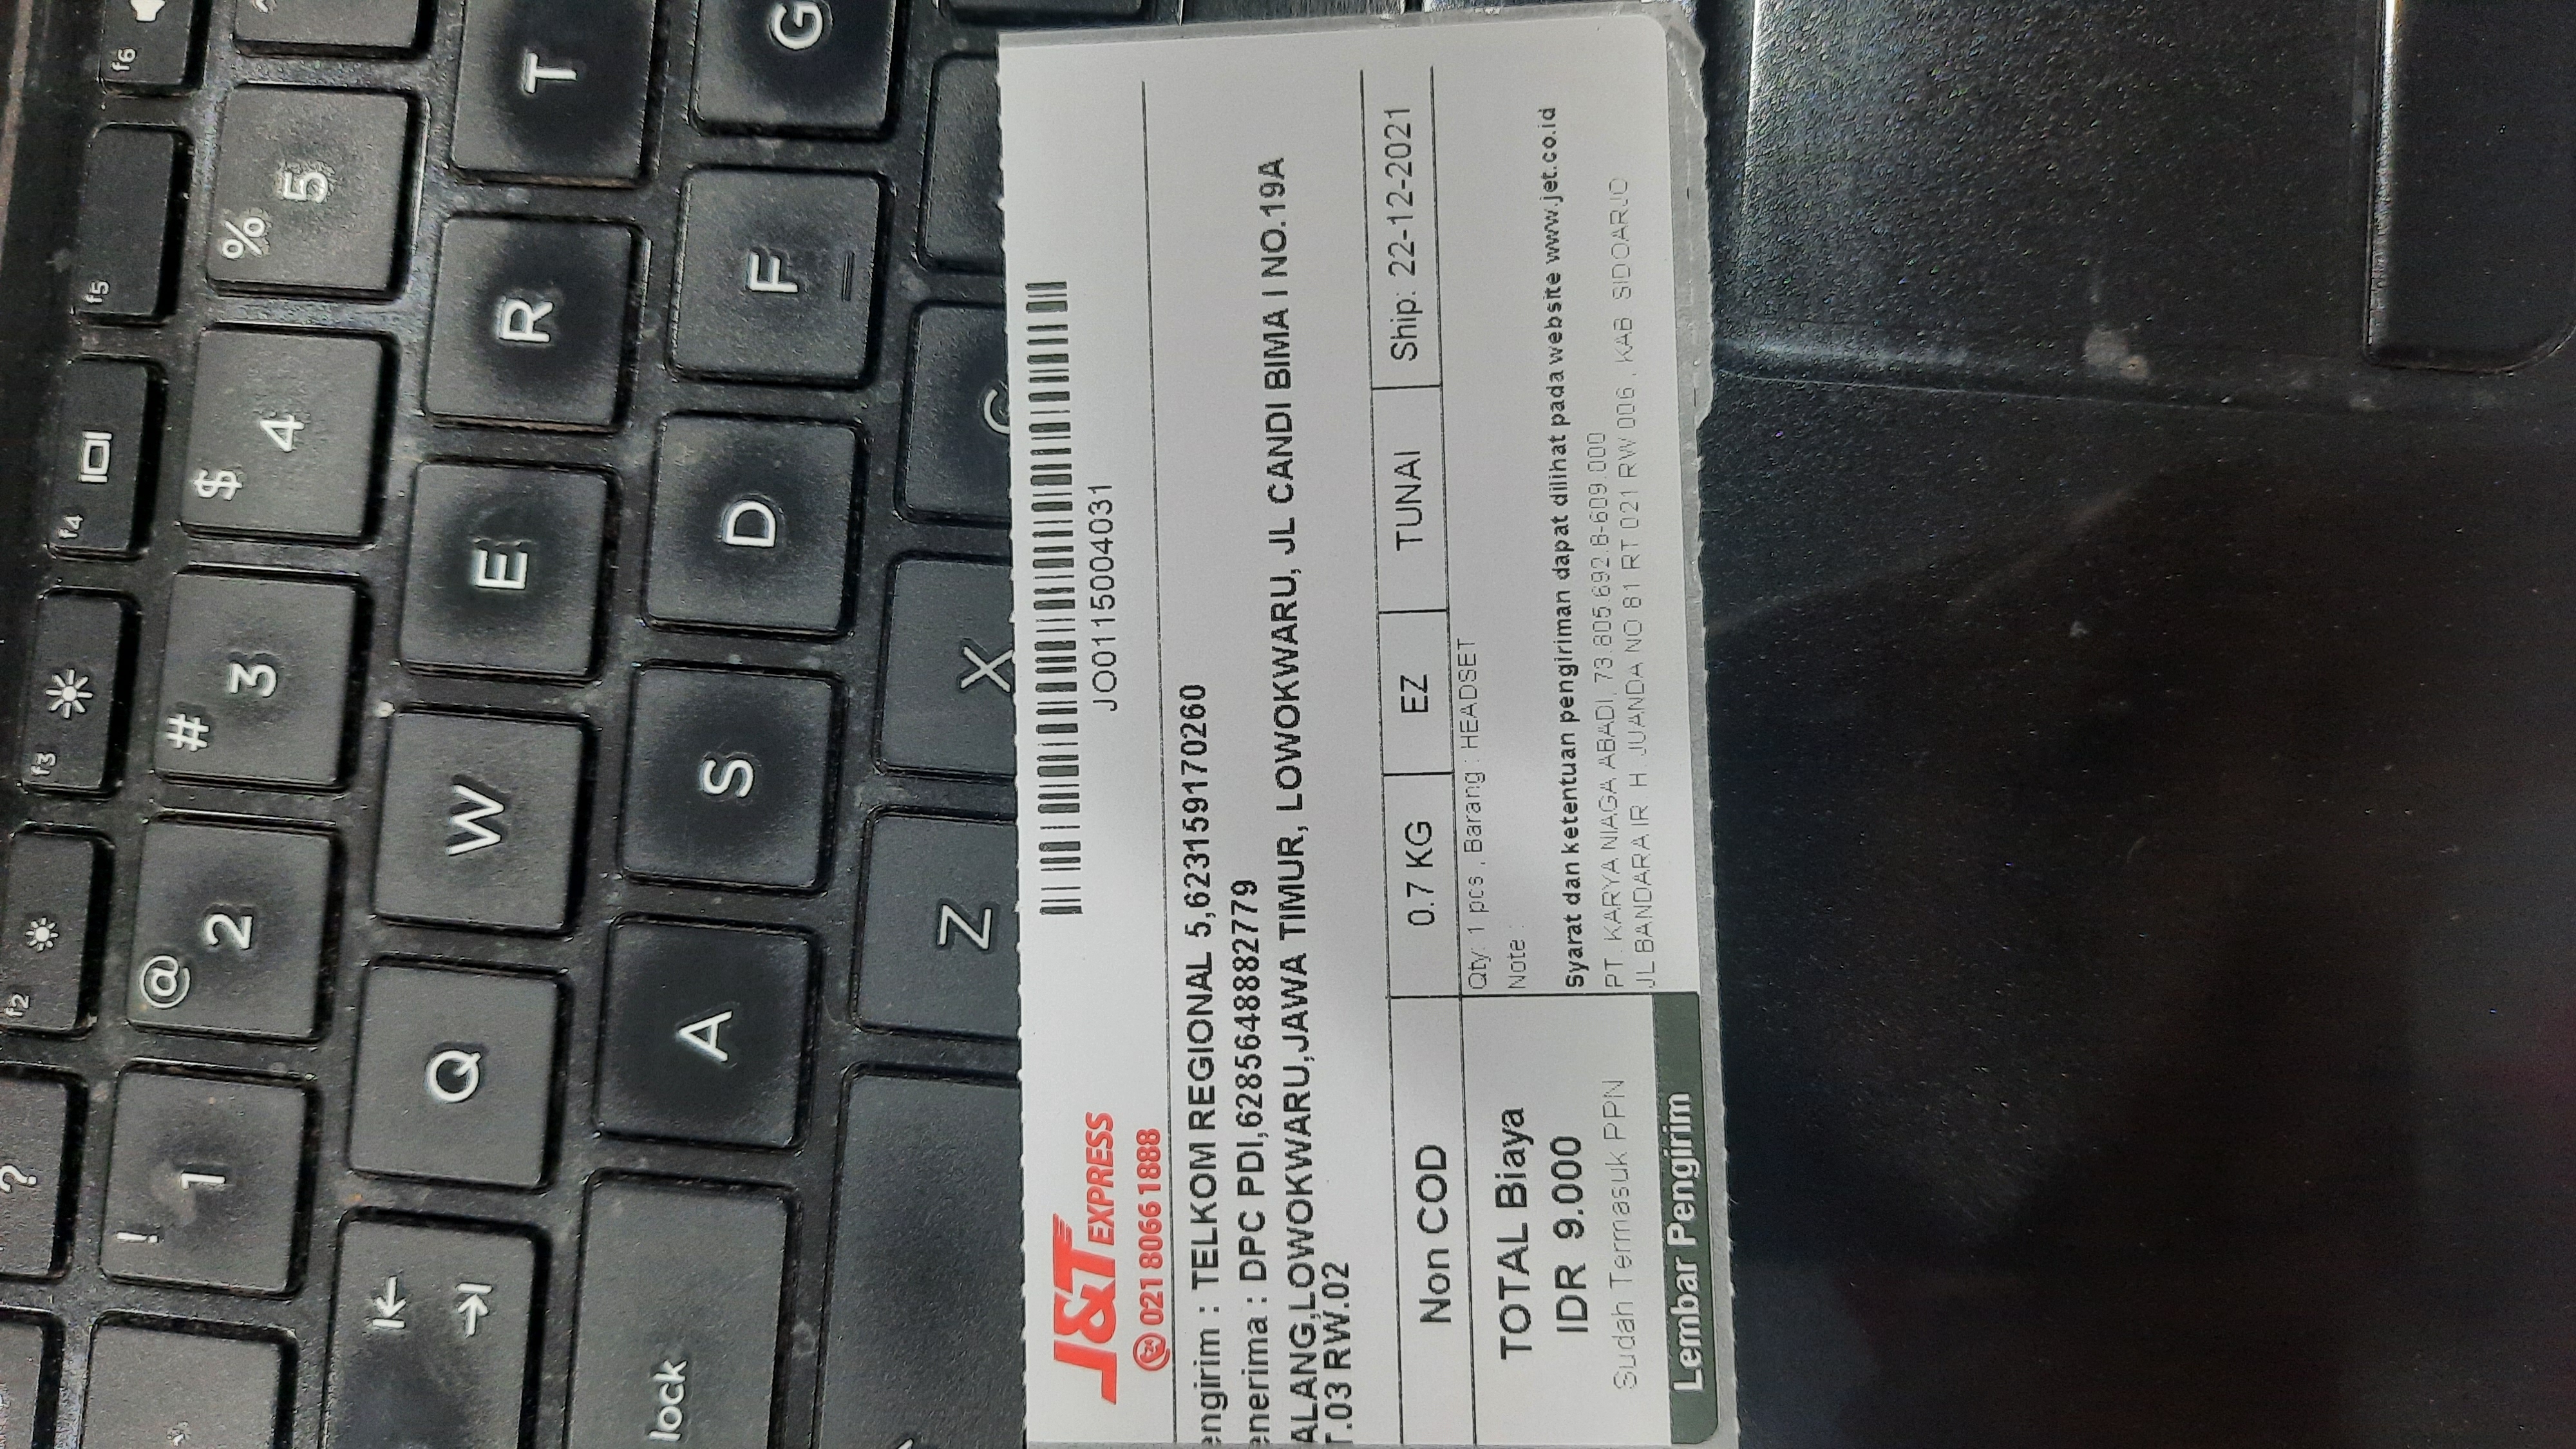 ?
f2
f3
f4
f5
f6
! 1
@ 2
# 3
$ 4
% 5
Q
W
E
R
T
lock
A
S
D
F
G
Z
X
C
J&T EXPRESS
24 021 8066 1888
JO0115004031
engirim : TELKOM REGIONAL 5,623159170260
enerima : DPC PDI,6285648882779
ALANG,LOWOKWARU,JAWA TIMUR, LOWOKWARU, JL CANDI BIMA I NO.19A
T.03 RW.02
Non COD
0.7 KG
EZ
TUNAI
Ship: 22-12-2021
TOTAL Biaya
IDR 9.000
Sudah Termasuk PPN
Lembar Pengirim
Qty: 1 pcs , Barang : HEADSET
Note :
Syarat dan ketentuan pengiriman dapat dilihat pada website www.jet.co.id
PT. KARYA NIAGA ABADI, 73.805.692.8-609.000
JL BANDARA IR. H. JUANDA NO 81 RT 021 RW 006 , KAB. SIDOARJO